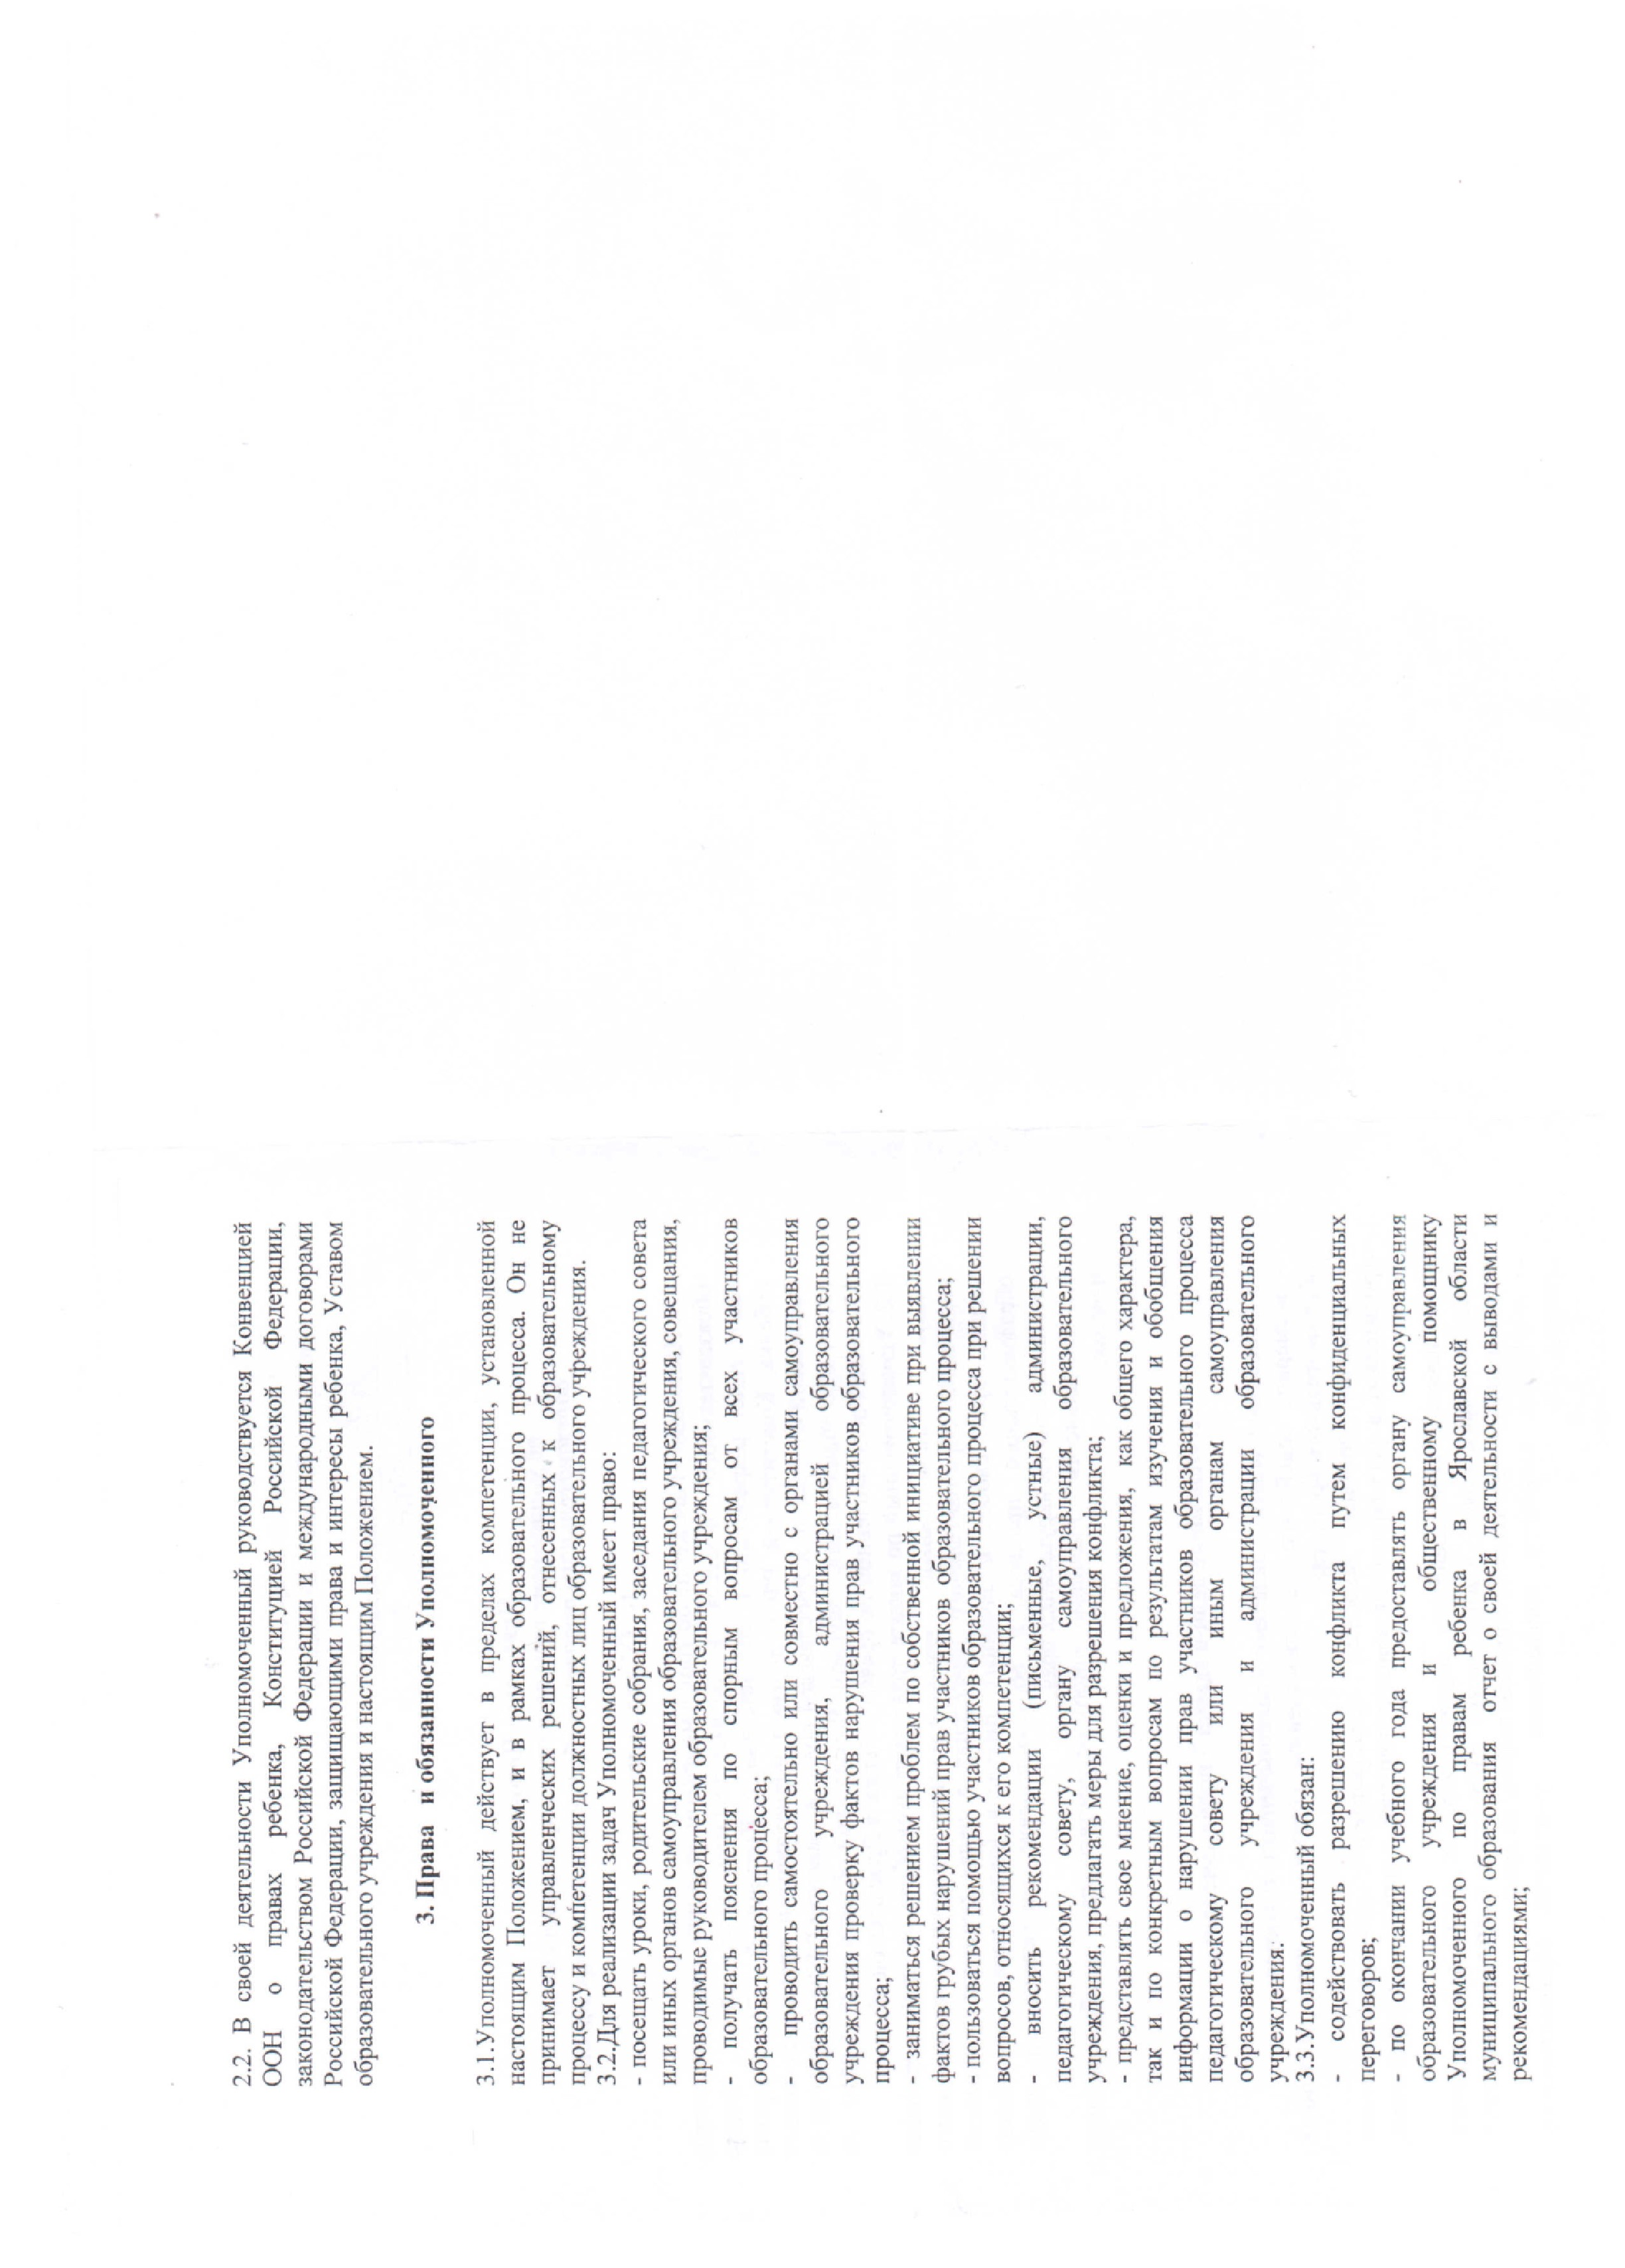 2.2. В своей деятельности Уполномоченный руководствуется Конвенцией
ООН о правах ребенка, Конституцией Российской Федерации,
законодательством Российской Федерации и международными договорами
Российской Федерации, защищающими права и интересы ребенка, Уставом
образовательного учреждения и настоящим Положением.
3. Права и обязанности Уполномоченного
3.1.Уполномоченный действует в пределах компетенции, установленной
настоящим Положением, и в рамках образовательного процесса. Он не
принимает управленческих решений, отнесенных к образовательному
процессу и компетенции должностных лиц образовательного учреждения.
3.2.Для реализации задач Уполномоченный имеет право:
- посещать уроки, родительские собрания, заседания педагогического совета
или иных органов самоуправления образовательного учреждения, совещания,
проводимые руководителем образовательного учреждения;
- получать пояснения по спорным вопросам от всех участников
образовательного процесса;
- проводить самостоятельно или совместно с органами самоуправления
образовательного учреждения, администрацией образовательного
учреждения проверку фактов нарушения прав участников образовательного
процесса;
- заниматься решением проблем по собственной инициативе при выявлении
фактов грубых нарушений прав участников образовательного процесса;
- пользоваться помощью участников образовательного процесса при решении
вопросов, относящихся к его компетенции;
- вносить рекомендации (письменные, устные) администрации,
педагогическому совету, органу самоуправления образовательного
учреждения, предлагать меры для разрешения конфликта;
- представлять свое мнение, оценки и предложения, как общего характера,
так и по конкретным вопросам по результатам изучения и обобщения
информации о нарушении прав участников образовательного процесса
педагогическому совету или иным органам самоуправления
образовательного учреждения и администрации образовательного
учреждения.
3.3.Уполномоченный обязан:
- содействовать разрешению конфликта путем конфиденциальных
переговоров;
- по окончании учебного года предоставлять органу самоуправления
образовательного учреждения и общественному помощнику
Уполномоченного по правам ребенка в Ярославской области
муниципального образования отчет о своей деятельности с выводами и
рекомендациями;